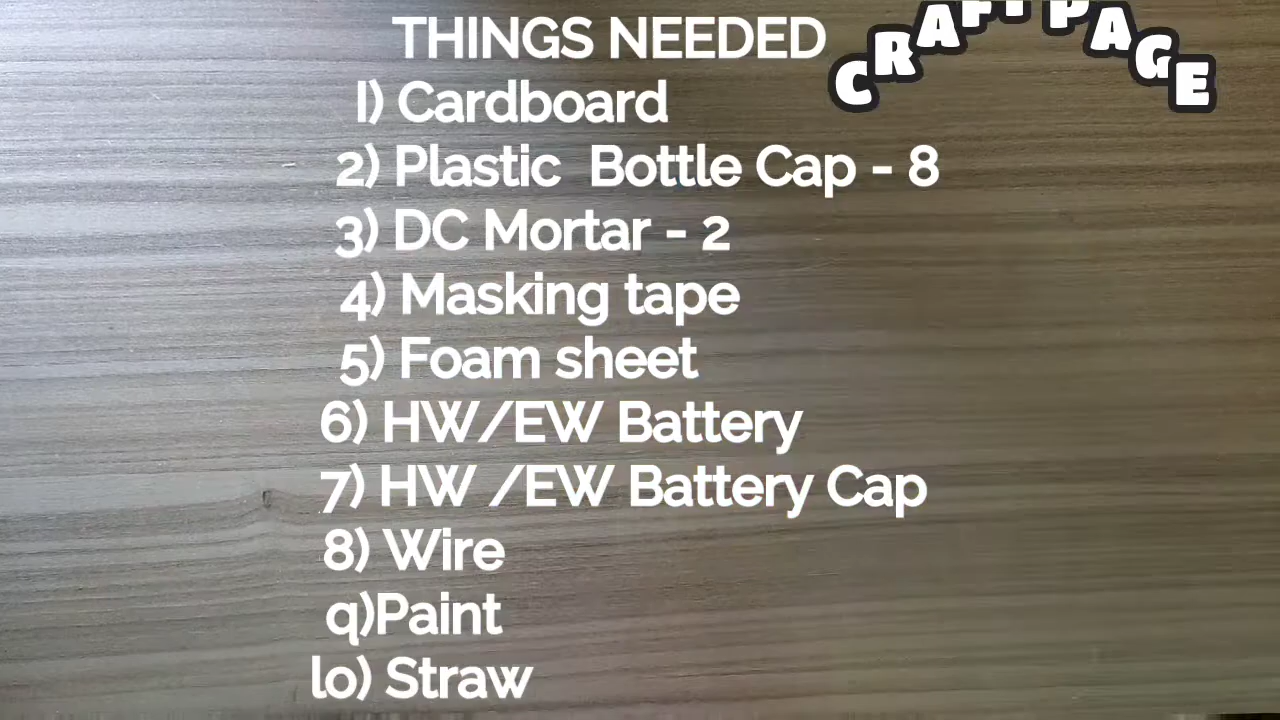 THINGS NEEDED
CRAFT PAGE
I) Cardboard
2) Plastic  Bottle Cap - 8
3) DC Mortar - 2
4) Masking tape
5) Foam sheet
6) HW/EW Battery
7) HW /EW Battery Cap
8) Wire
q)Paint
lo) Straw